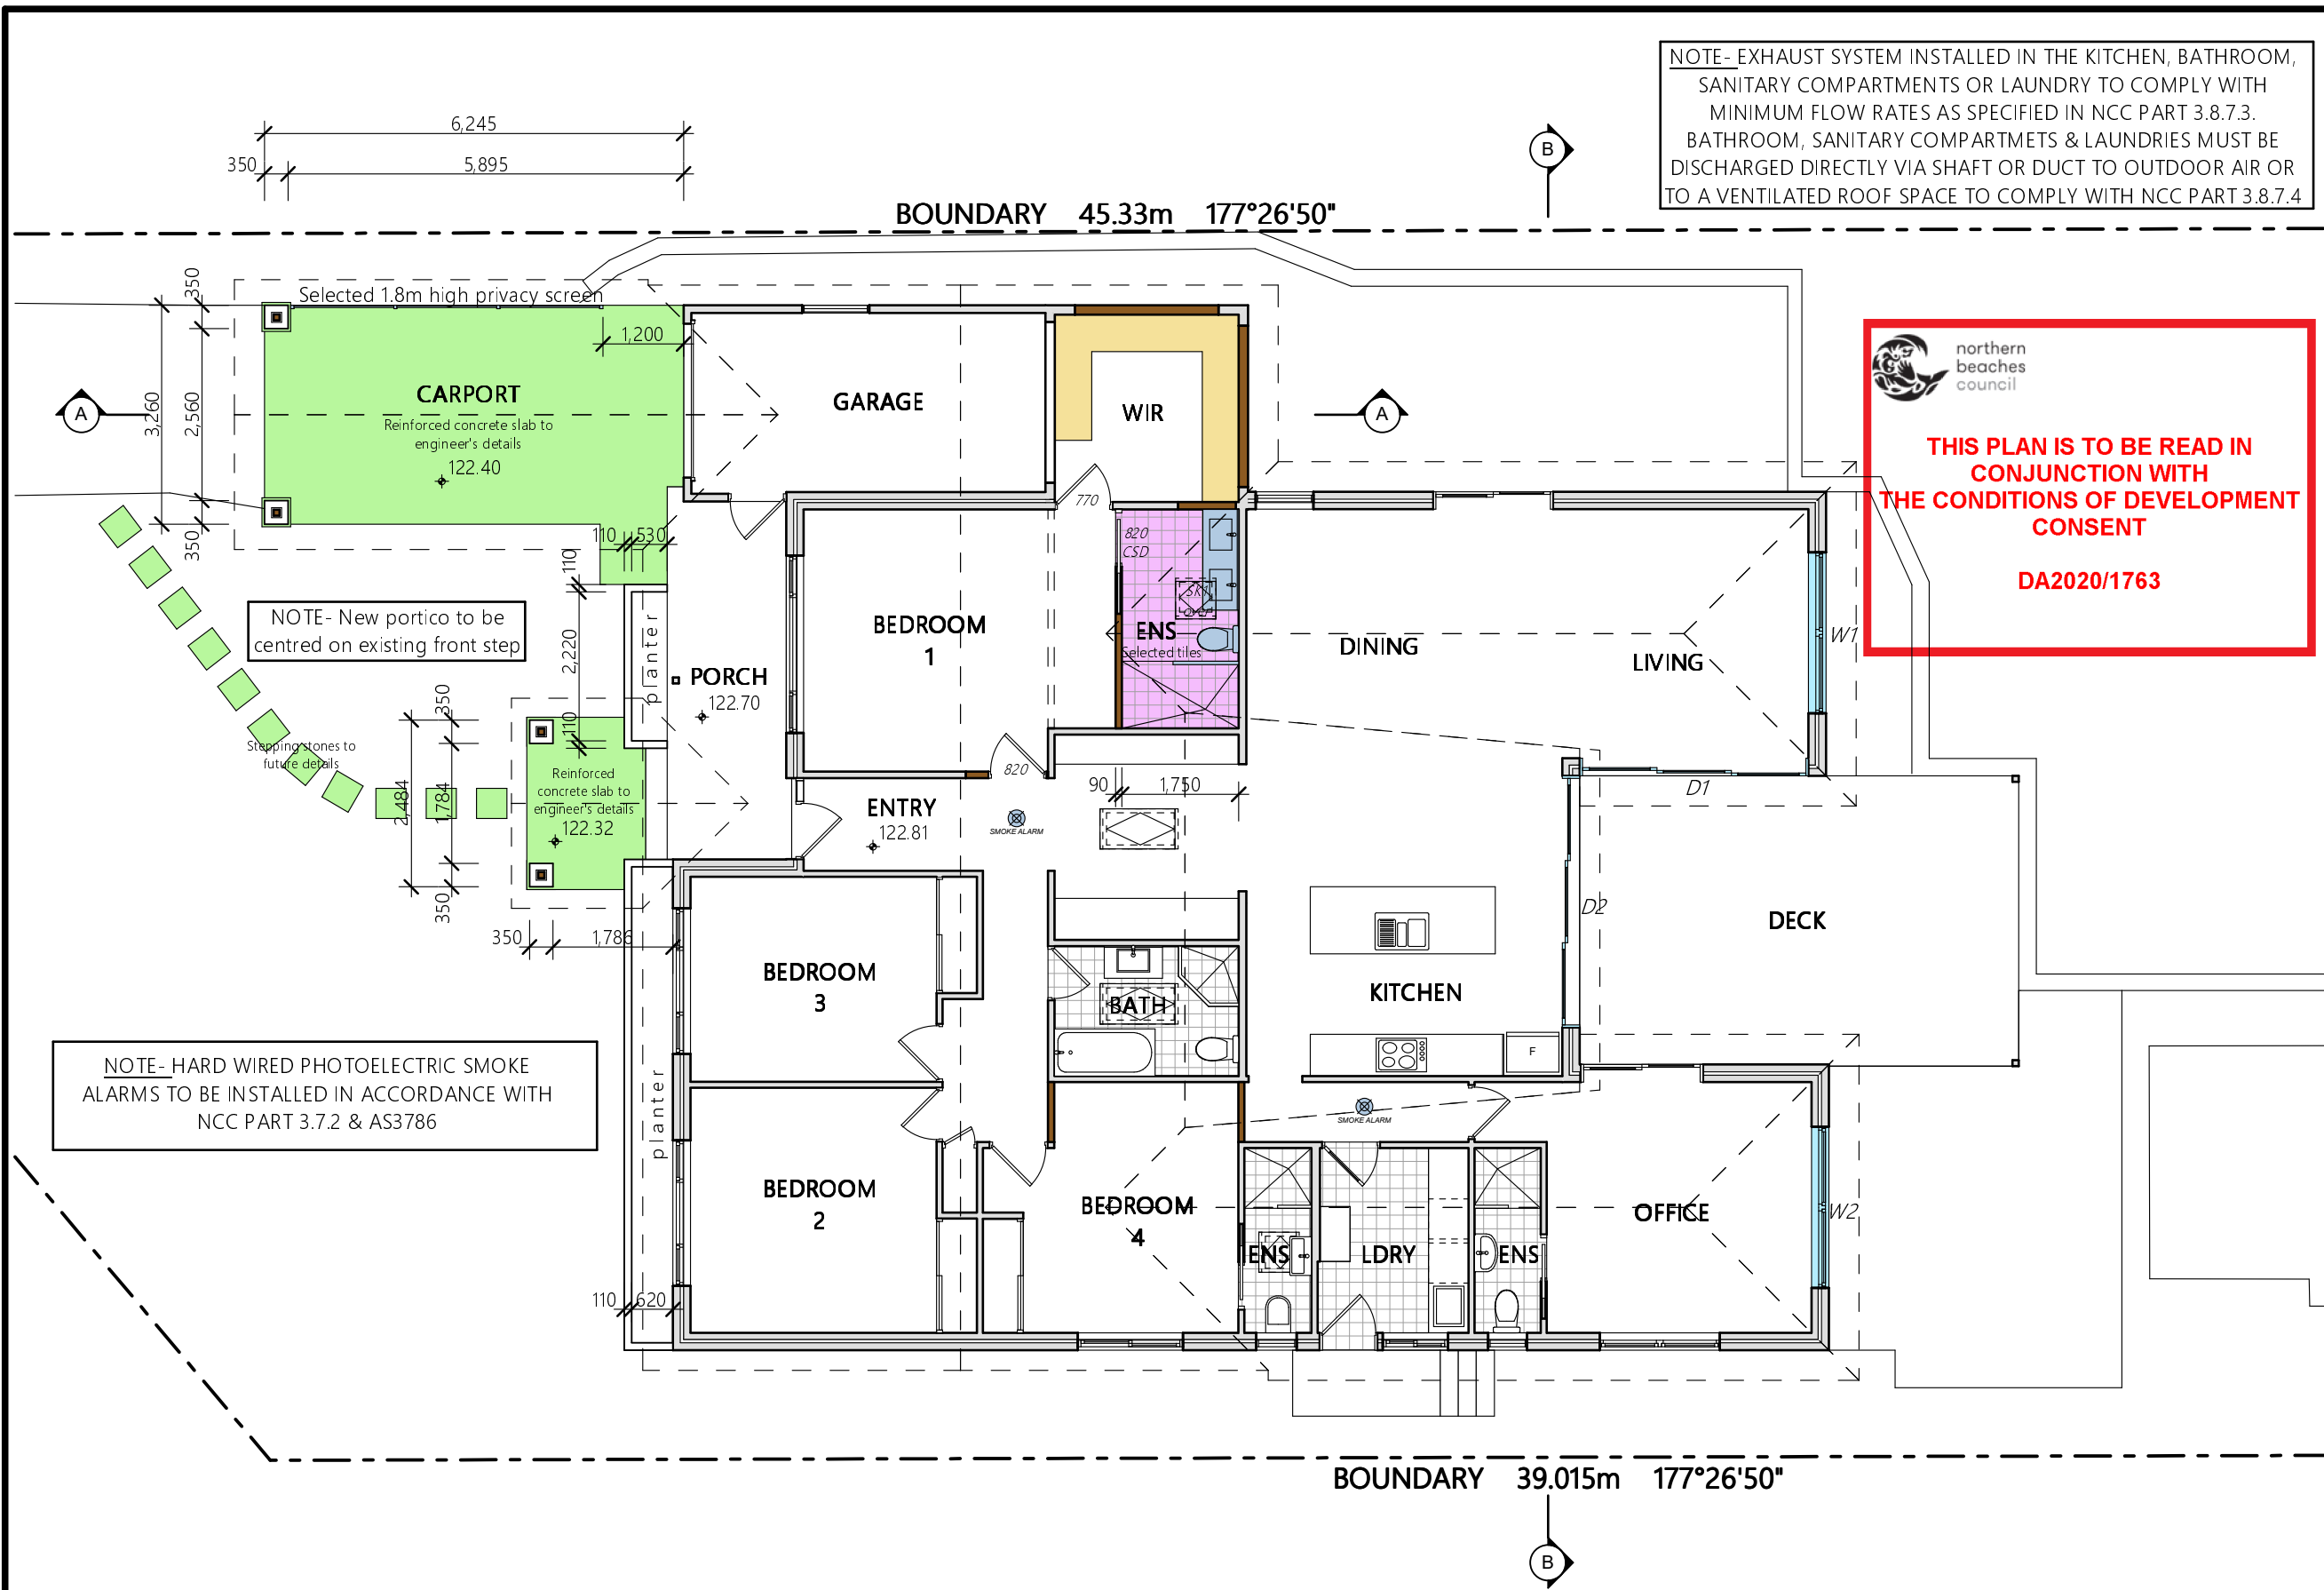 NOTE- EXHAUST SYSTEM INSTALLED IN THE KITCHEN, BATHROOM,
SANITARY COMPARTMENTS OR LAUNDRY TO COMPLY WITH
MINIMUM FLOW RATES AS SPECIFIED IN NCC PART 3.8.7.3.
BATHROOM, SANITARY COMPARTMETS & LAUNDRIES MUST BE
DISCHARGED DIRECTLY VIA SHAFT OR DUCT TO OUTDOOR AIR OR
TO A VENTILATED ROOF SPACE TO COMPLY WITH NCC PART 3.8.7.4
6,245
350
5,895
B
BOUNDARY 45.33m 177°26'50"
350
Selected 1.8m high privacy screen
1,200
3,260
2,560
350
A
CARPORT
Reinforced concrete slab to
engineer's details
122.40
GARAGE
WIR
A
northern
beaches
council
THIS PLAN IS TO BE READ IN
CONJUNCTION WITH
THE CONDITIONS OF DEVELOPMENT
CONSENT
DA2020/1763
770
820
CSD
110
530
110
2,220
110
NOTE- New portico to be
centred on existing front step
planter
PORCH
122.70
BEDROOM
1
SKY
over
ENS
Selected tiles
DINING
LIVING
W1
Stepping stones to
future details
350
2,484
1,784
350
Reinforced
concrete slab to
engineer's details
122.32
350
1,786
820
ENTRY
122.81
SMOKE ALARM
90
1,750
D1
D2
DECK
BEDROOM
3
BATH
KITCHEN
F
NOTE- HARD WIRED PHOTOELECTRIC SMOKE
ALARMS TO BE INSTALLED IN ACCORDANCE WITH
NCC PART 3.7.2 & AS3786
planter
SMOKE ALARM
BEDROOM
2
BEDROOM
4
ENS
LDRY
ENS
OFFICE
W2
110
620
BOUNDARY 39.015m 177°26'50"
B